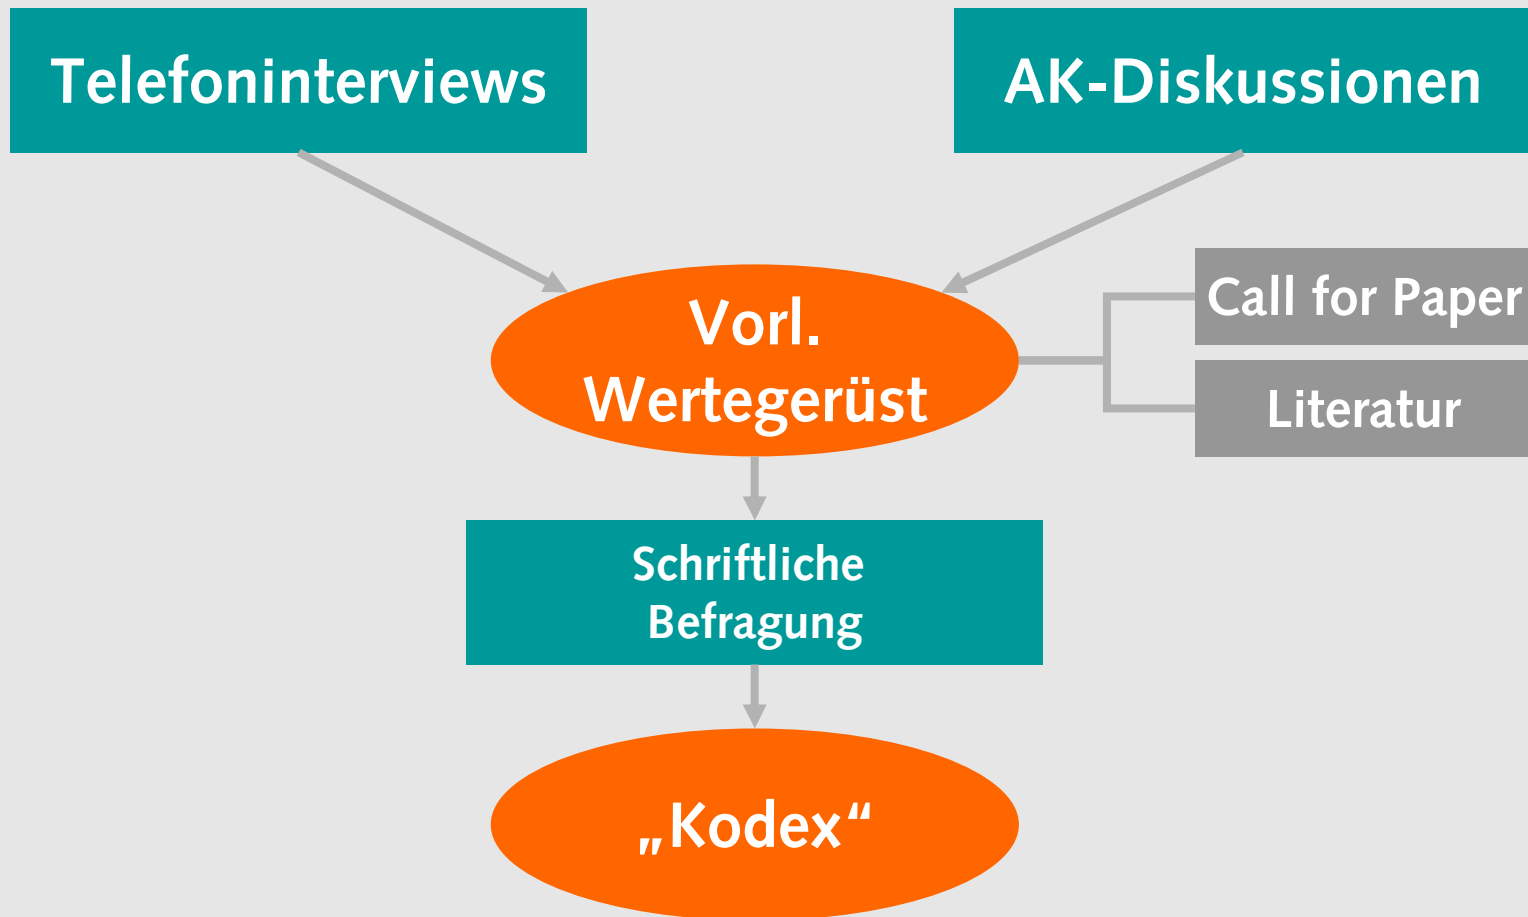 Telefoninterviews
AK-Diskussionen
Vorl.
Wertegerüst
Call for Paper
Literatur
Schriftliche
Befragung
„Kodex“